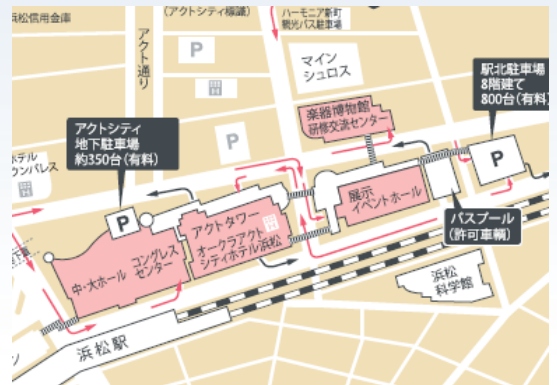 浜松信用金庫
(アクトシティ橋詰)
ハーモニア新町
観光バス駐車場
アクト通り
P
マイン
シュロス
駅北駐車場
8階建て
800台(有料)
P
楽器博物館
研修交流センター
アクトシティ
地下駐車場
約350台(有料)
P
ホテル
ウンパレス
P
展示
イベントホール
アクトタワー
オークラアクト
シティホテル浜松
コングレス
センター
中・大ホール
バスプール
(許可車輌)
浜松
科学館
浜松駅